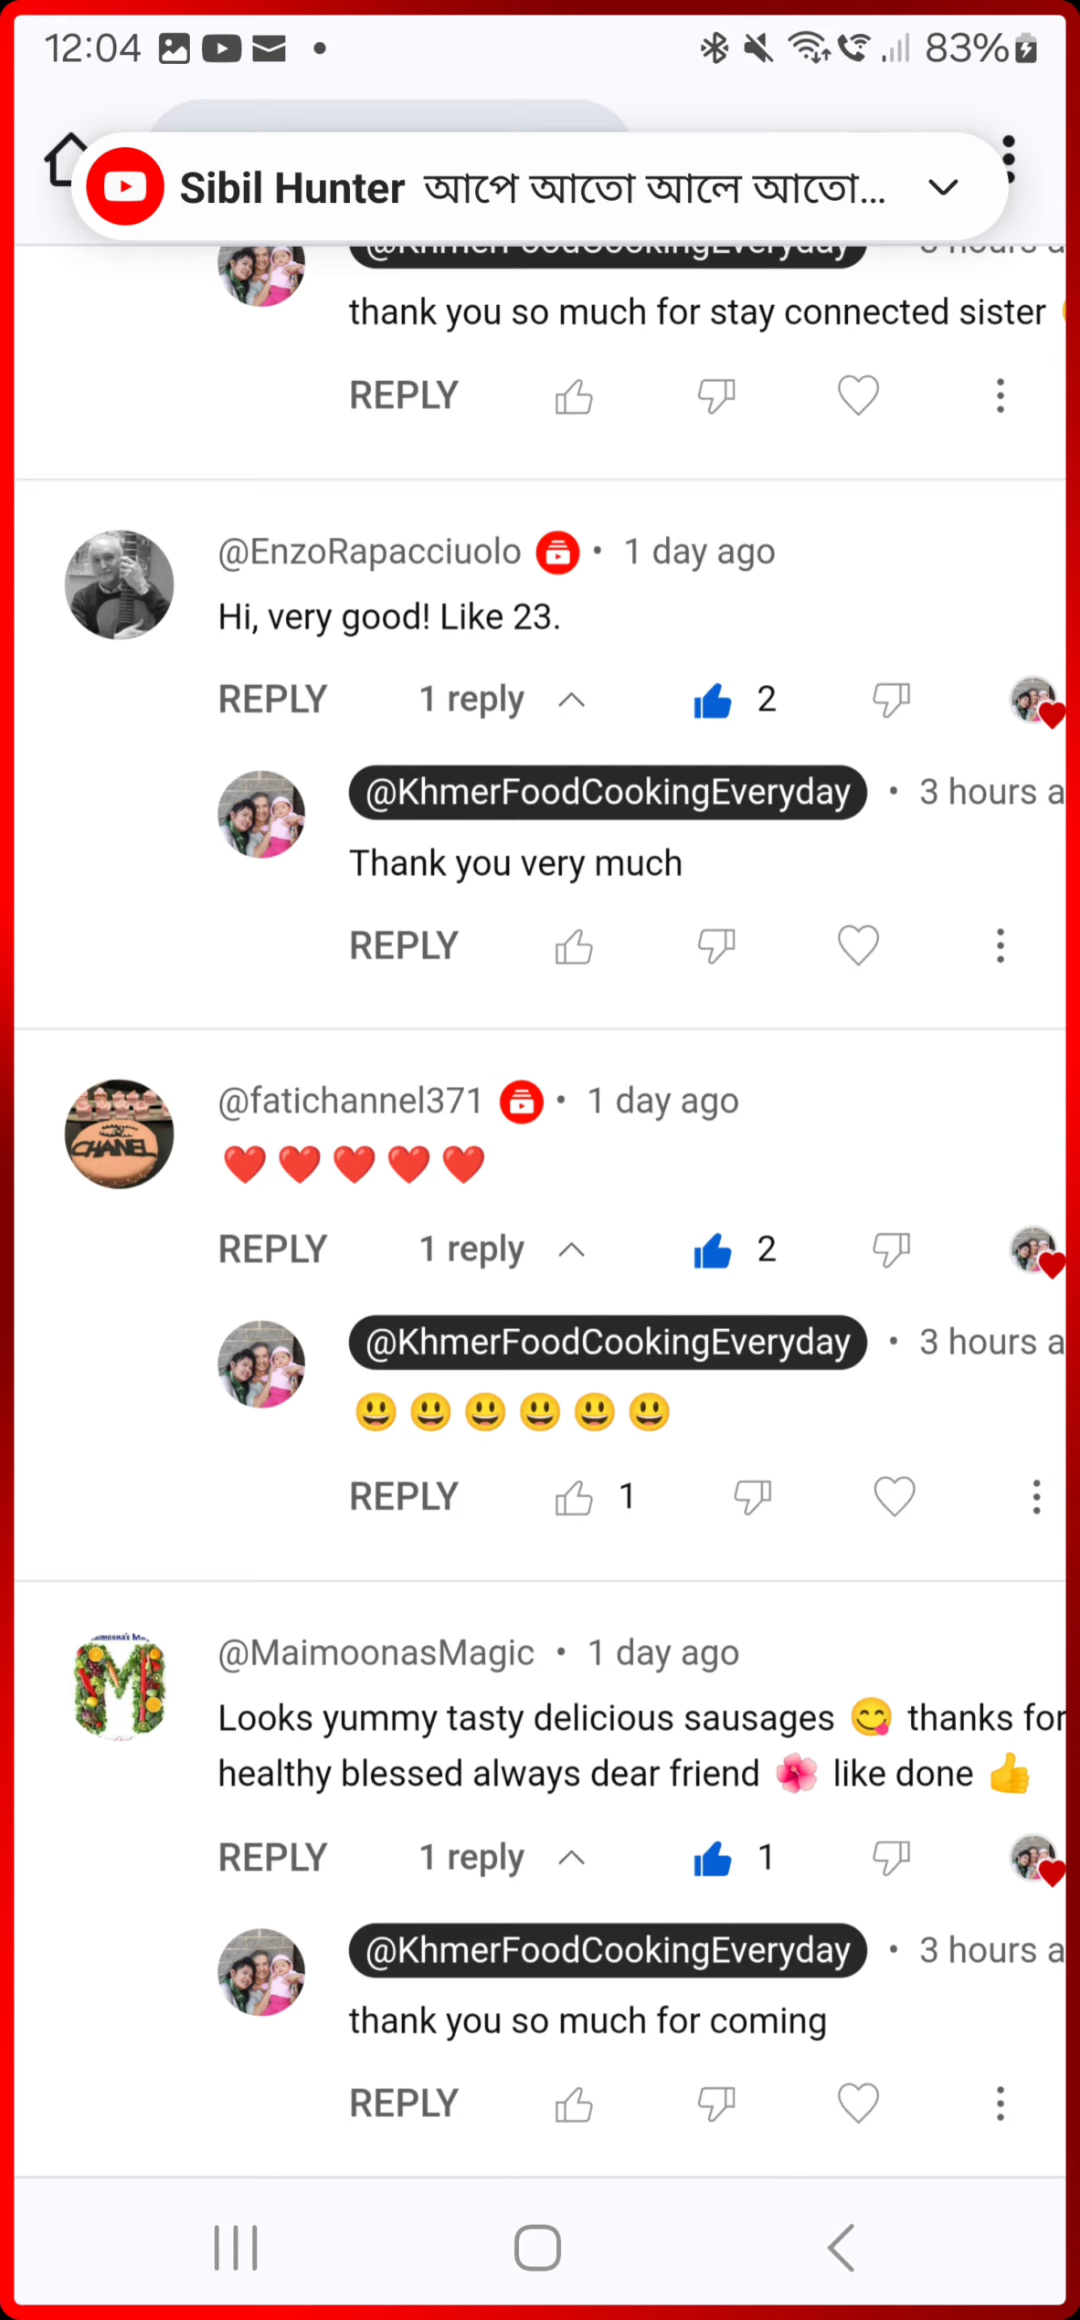 12:04
83%
Sibil Hunter আপে আতো আলে আতো...
@KhmerFoodCookingEveryday
thank you so much for stay connected sister
REPLY
@EnzoRapacciuolo • 1 day ago
Hi, very good! Like 23.
REPLY 1 reply 2
@KhmerFoodCookingEveryday • 3 hours a
Thank you very much
REPLY
@fatichannel371 • 1 day ago
❤️❤️❤️❤️❤️
REPLY 1 reply 2
CHANEL
@KhmerFoodCookingEveryday • 3 hours a
😃😃😃😃😃😃
REPLY 1
@MaimoonasMagic • 1 day ago
Looks yummy tasty delicious sausages 😋 thanks for
healthy blessed always dear friend 🌺 like done 👍
REPLY 1 reply 1
@KhmerFoodCookingEveryday • 3 hours a
thank you so much for coming
REPLY